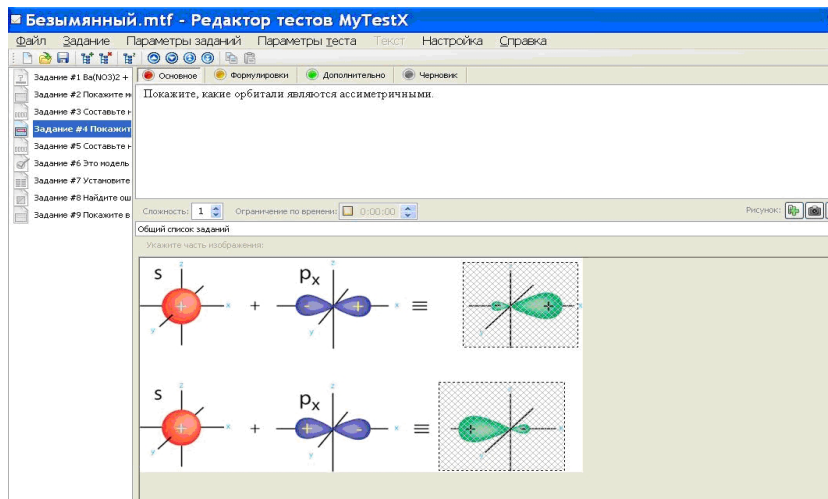 Безымянный.mtf - Редактор тестов MyTestX
Файл Задание Параметры заданий Параметры теста Текст Настройка Справка
Задание #1 Ba(NO3)2 +
Задание #2 Покажите н
Задание #3 Составьте н
Задание #4 Покажит
Задание #5 Составьте н
Задание #6 Это модель
Задание #7 Установите
Задание #8 Найдите ош
Задание #9 Покажите в
Основное Формулировки Дополнительно Черновик
Покажите, какие орбитали являются ассиметричными.
Сложность: 1 Ограничение по времени: 0:00:00 Рисунок:
Общий список заданий
Укажите часть изображения:
s z x y + px z x y ≡ z x y
s z x y + px z x y ≡ z x y